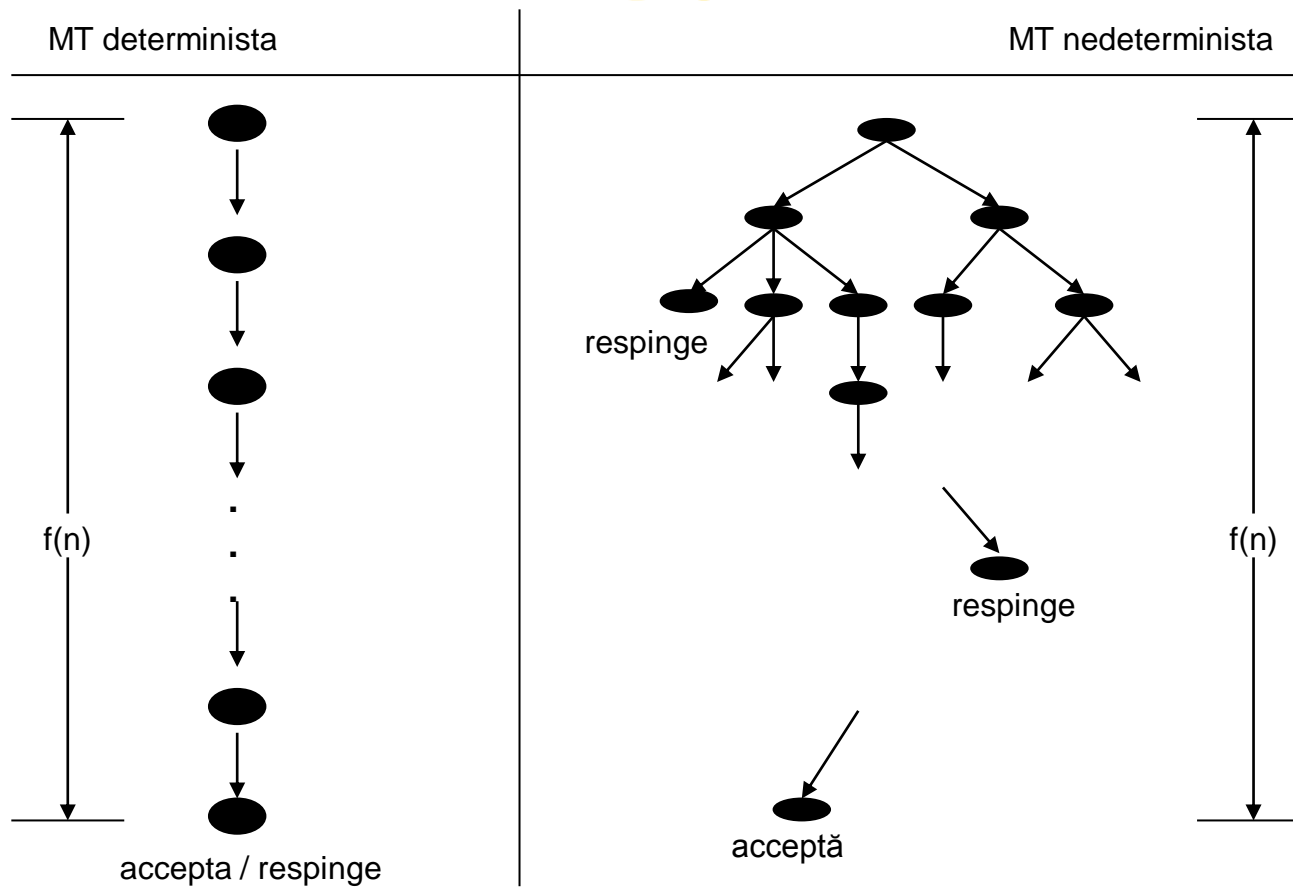 MT determinista
MT nedeterminista
respinge
f(n)
f(n)
respinge
acceptă
accepta / respinge